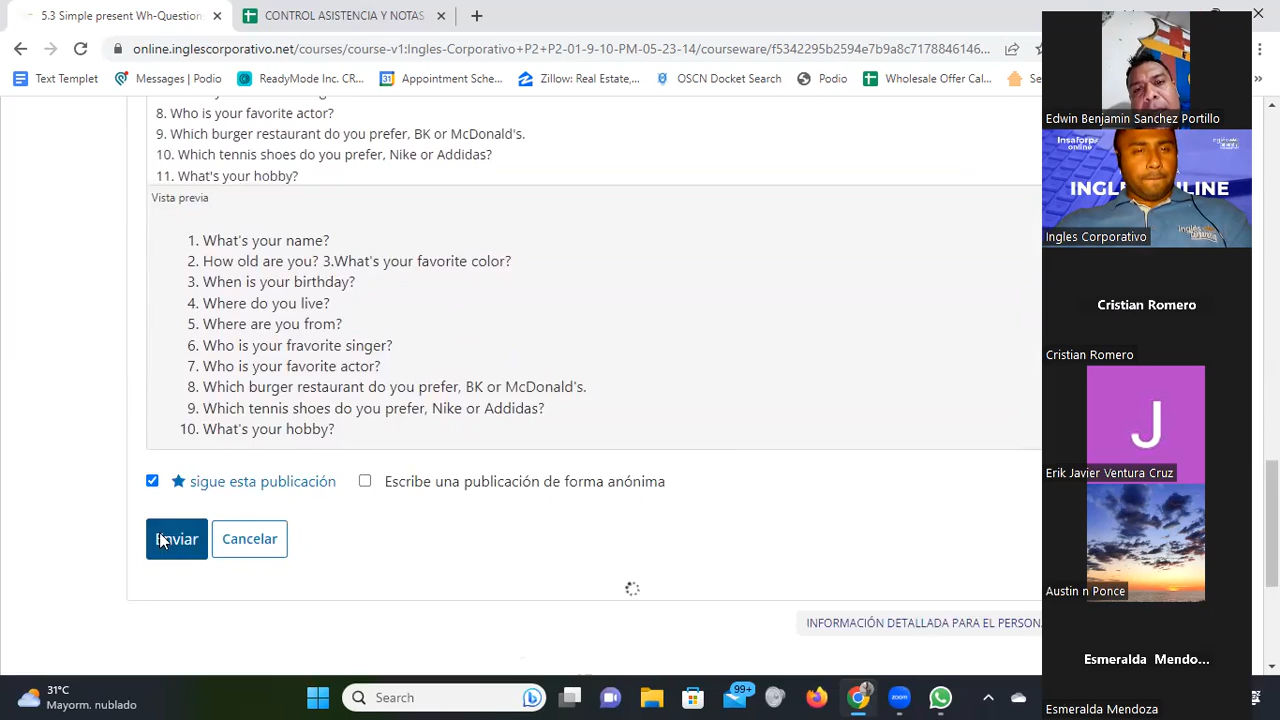 5.3 Simple present Wh-Question
CONTROL ASISTENCIA Y NOTAS
online.inglescorporativo.net/courses/course-v1:Ingles-Corporativo+P2+P2-01-9-10-PM-05-23-14/courseware/f5342295b2594e7b9a8c7178846146...
Text Templet
Messages | Podio
ReadyMode Inc. CR...
Appointment Sche...
Zillow: Real Estate,...
OSCN Docket Search
Podio
Wholesale Offer Cal...
Se
8. Who is your favorite actor?
9. Which burger restaurant do you prefer, BK or McDonald's.
10. Which tennis shoes do you prefer, Nike or Addidas?
11. What's your hobby?
Vista previa
1. What's your name?
2. How old are you? 3.What's your favorite color?
3. When is your birthday?
4. Where do you live?
5. Where are you from?
6. Who is your fravorite singer?
7. Who is your favorite actor?
8. Which burger restaurant do you prefer, BK or McDonald's.
9. Which tennis shoes do you prefer, Nike or Addidas?
10. What's your hobby?
sigue esta publicación
Escribe una publicación de forma anónima
Enviar
Cancelar
INFORMACIÓN DETALLADA PARA EL PERSON
31°C
Mayorm. nublado
Search
99+
zoom
Edwin Benjamin Sanchez Portillo
Insaforp
online
Ingles Corporativo
Cristian Romero
Cristian Romero
J
Erik Javier Ventura Cruz
Austin n Ponce
Esmeralda Mendo...
Esmeralda Mendoza